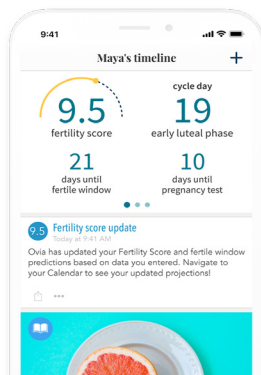 9:41
Maya's timeline
+
9.5
fertility score
cycle day
19
early luteal phase
21
days until
fertile window
10
days until
pregnancy test
9.5 Fertility score update
Today at 9:41 AM
Ovia has updated your Fertility Score and fertile window
predictions based on data you entered. Navigate to
your Calendar to see your updated projections!